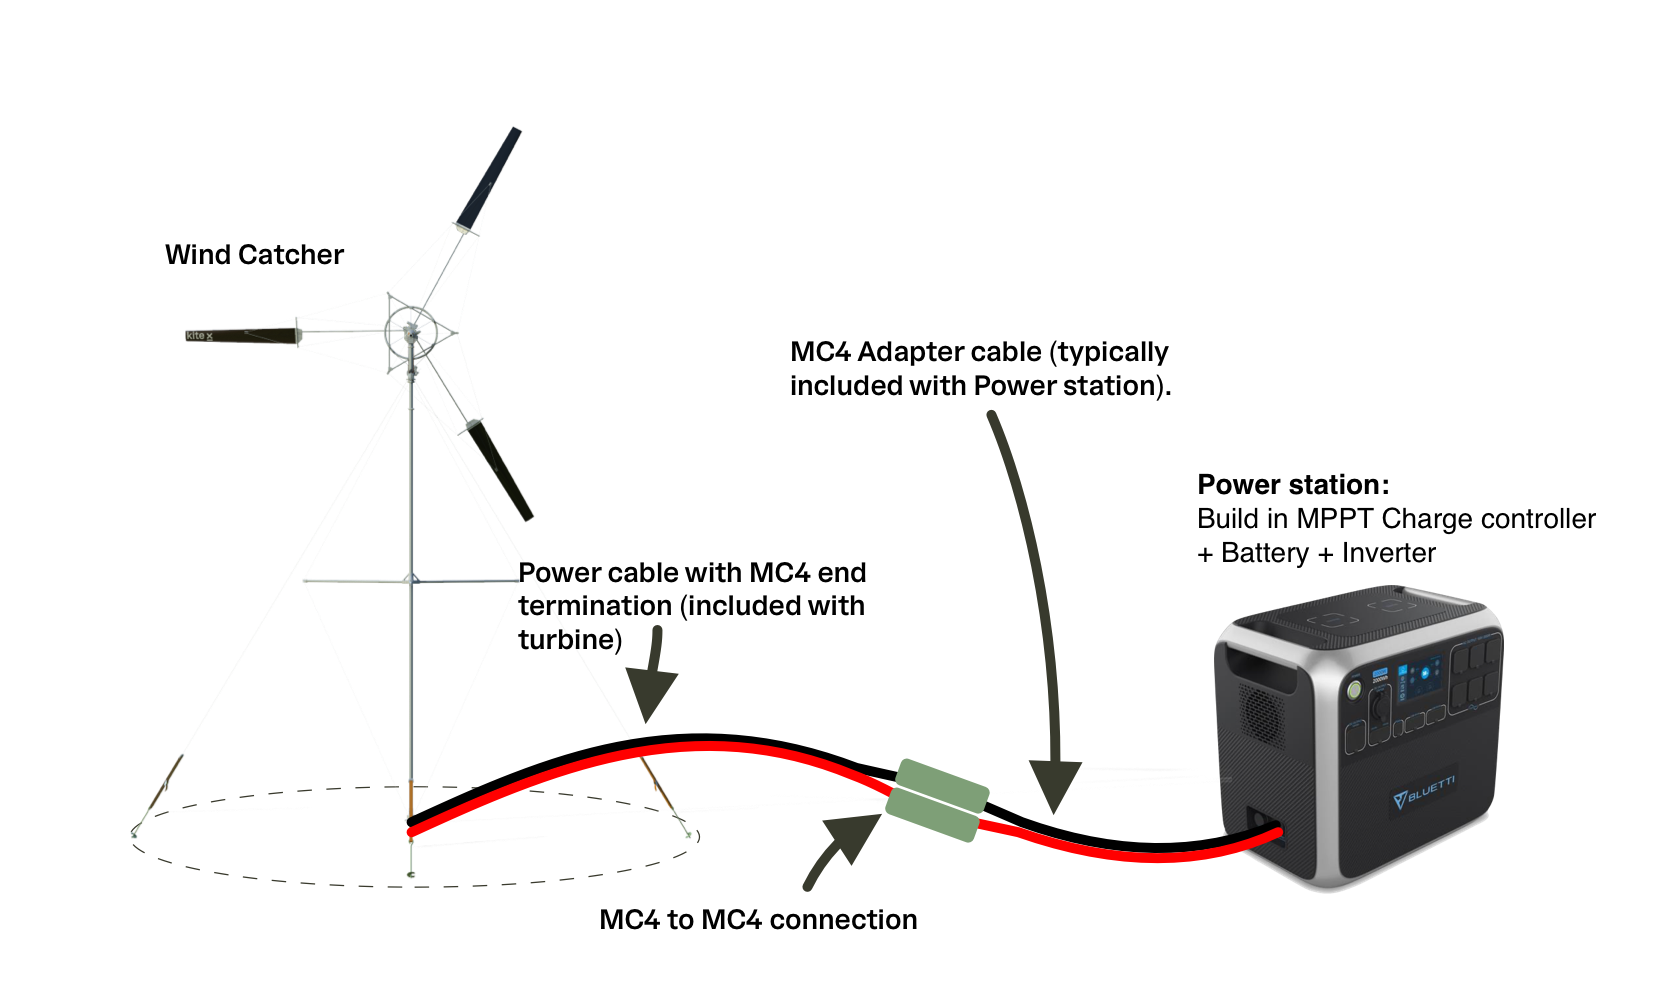 Wind Catcher
kitex
MC4 Adapter cable (typically
included with Power station).
Power station:
Build in MPPT Charge controller
+ Battery + Inverter
Power cable with MC4 end
termination (included with
turbine)
BLUETTI
MC4 to MC4 connection